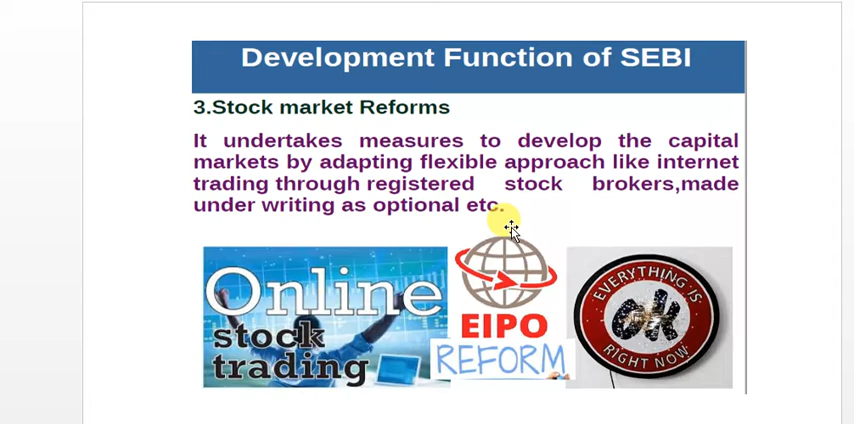 Development Function of SEBI
3.Stock market Reforms
It undertakes measures to develop the capital
markets by adapting flexible approach like internet
trading through registered stock brokers,made
under writing as optional etc.
Online
stock
trading
EIPO
REFORM
EVERYTHING IS
ok
RIGHT NOW